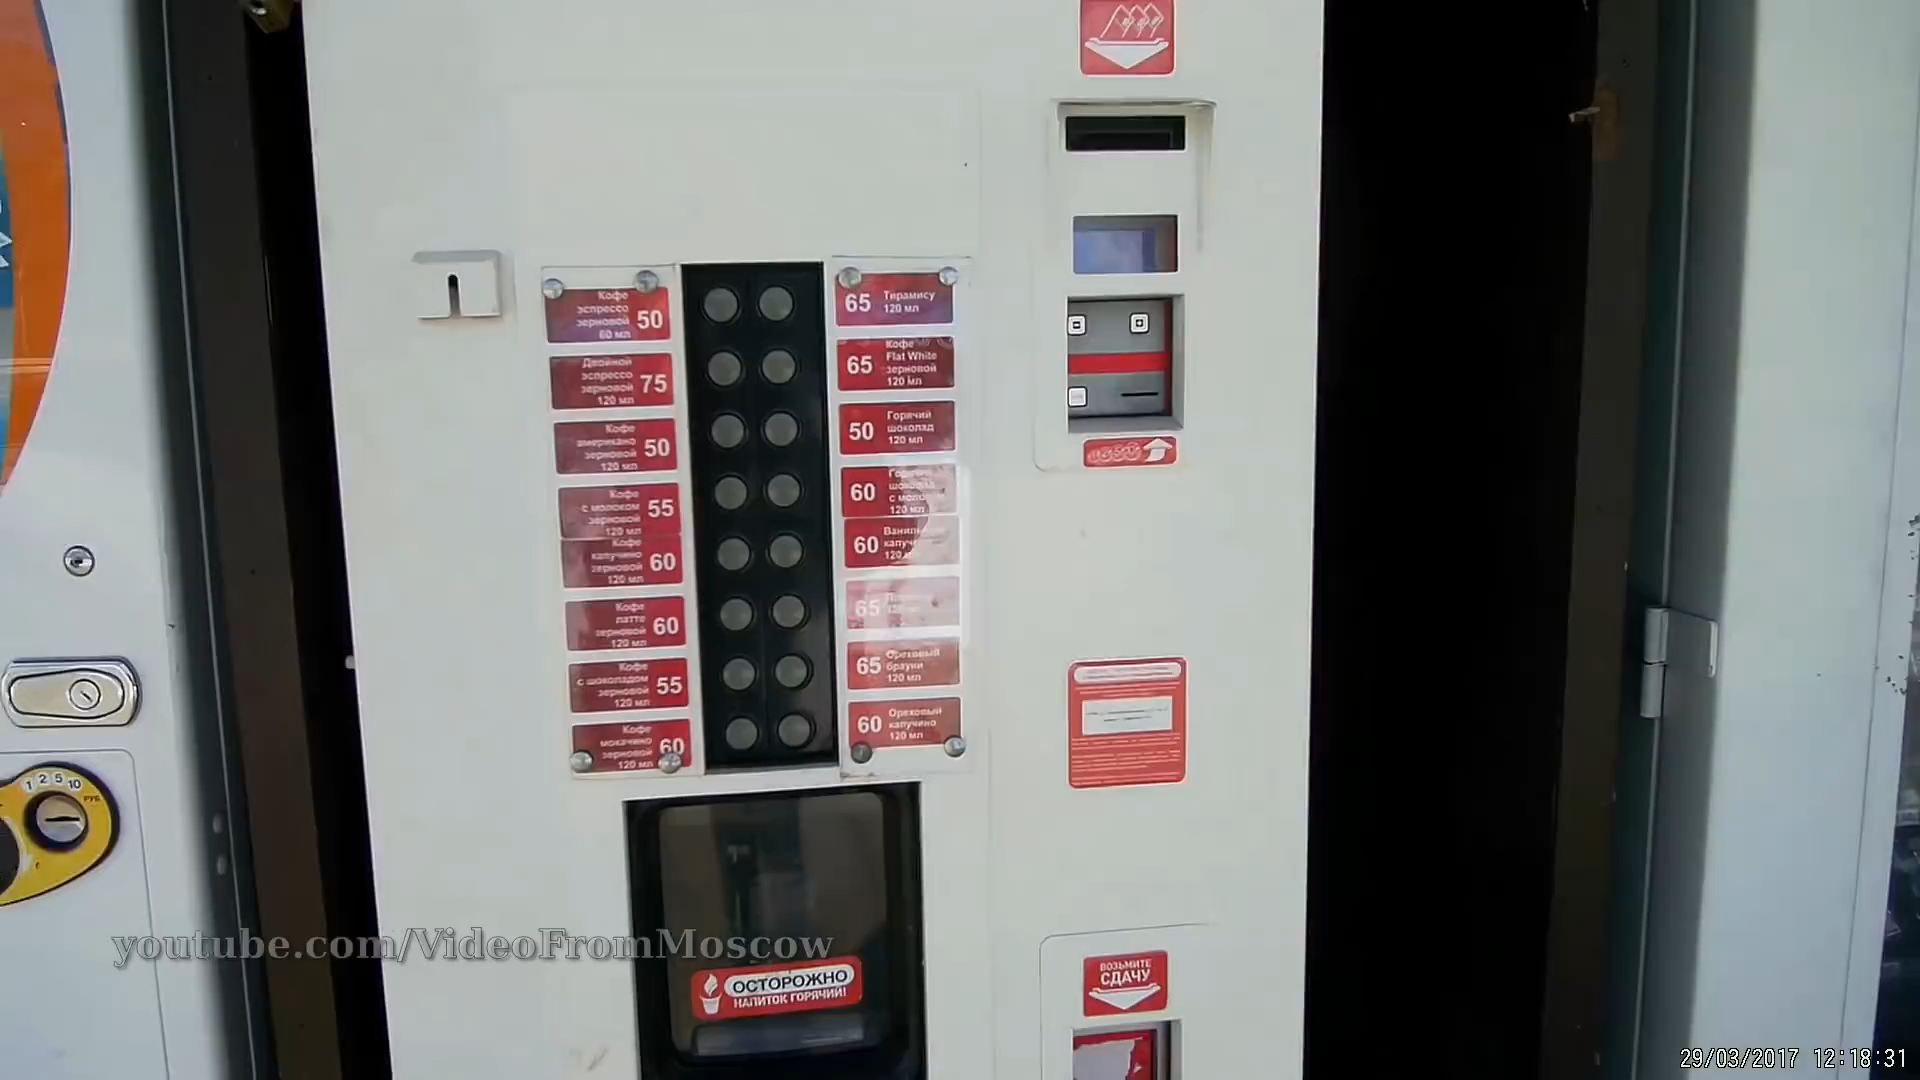 Кофе
эспрессо
зерновой
60 мл
50
Двойной
эспрессо
зерновой
120 мл
75
Кофе
американо
зерновой
120 мл
50
Кофе
с молоком
зерновой
120 мл
55
Кофе
капучино
зерновой
120 мл
60
Кофе
латте
зерновой
120 мл
60
Кофе
с шоколадом
зерновой
120 мл
55
Кофе
мокачино
зерновой
120 мл
60
65
Тирамису
120 мл
65
Кофе
Flat White
зерновой
120 мл
50
Горячий
шоколад
120 мл
60
шоколад
с молоком
120 мл
60
120
65
65
Ореховый
брауни
120 мл
60
Ореховый
капучино
120 мл
1 2 5 10
РУБ
ОСТОРОЖНО
НАПИТОК ГОРЯЧИЙ!
ВОЗЬМИТЕ
СДАЧУ
youtube.com/VideoFromMoscow
29/03/2017 12:18:31